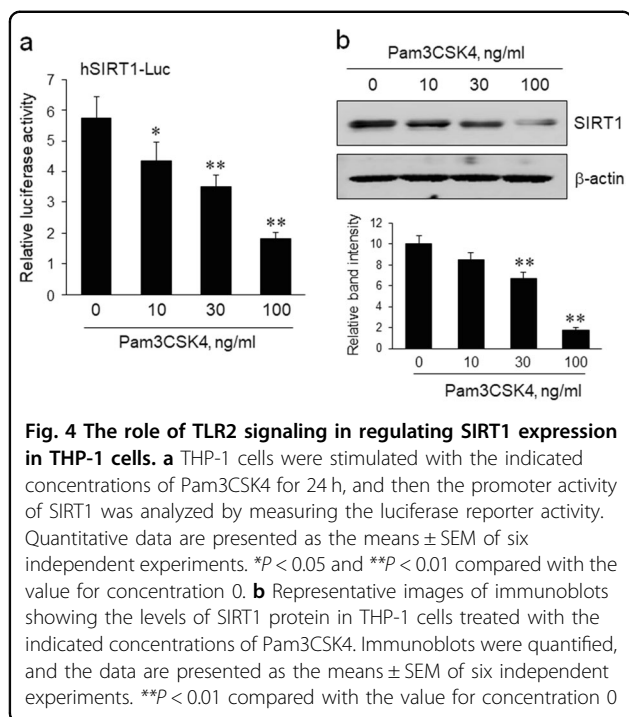 a
hSIRT1-Luc
Relative luciferase activity
7
6
5
4
3
2
1
0
*
**
**
0 10 30 100
Pam3CSK4, ng/ml
b
Pam3CSK4, ng/ml
0 10 30 100
SIRT1
β-actin
Relative band intensity
12
10
8
6
4
2
0
**
**
0 10 30 100
Pam3CSK4, ng/ml
Fig. 4 The role of TLR2 signaling in regulating SIRT1 expression
in THP-1 cells. a THP-1 cells were stimulated with the indicated
concentrations of Pam3CSK4 for 24 h, and then the promoter activity
of SIRT1 was analyzed by measuring the luciferase reporter activity.
Quantitative data are presented as the means ± SEM of six
independent experiments. *P < 0.05 and **P < 0.01 compared with the
value for concentration 0. b Representative images of immunoblots
showing the levels of SIRT1 protein in THP-1 cells treated with the
indicated concentrations of Pam3CSK4. Immunoblots were quantified,
and the data are presented as the means ± SEM of six independent
experiments. **P < 0.01 compared with the value for concentration 0